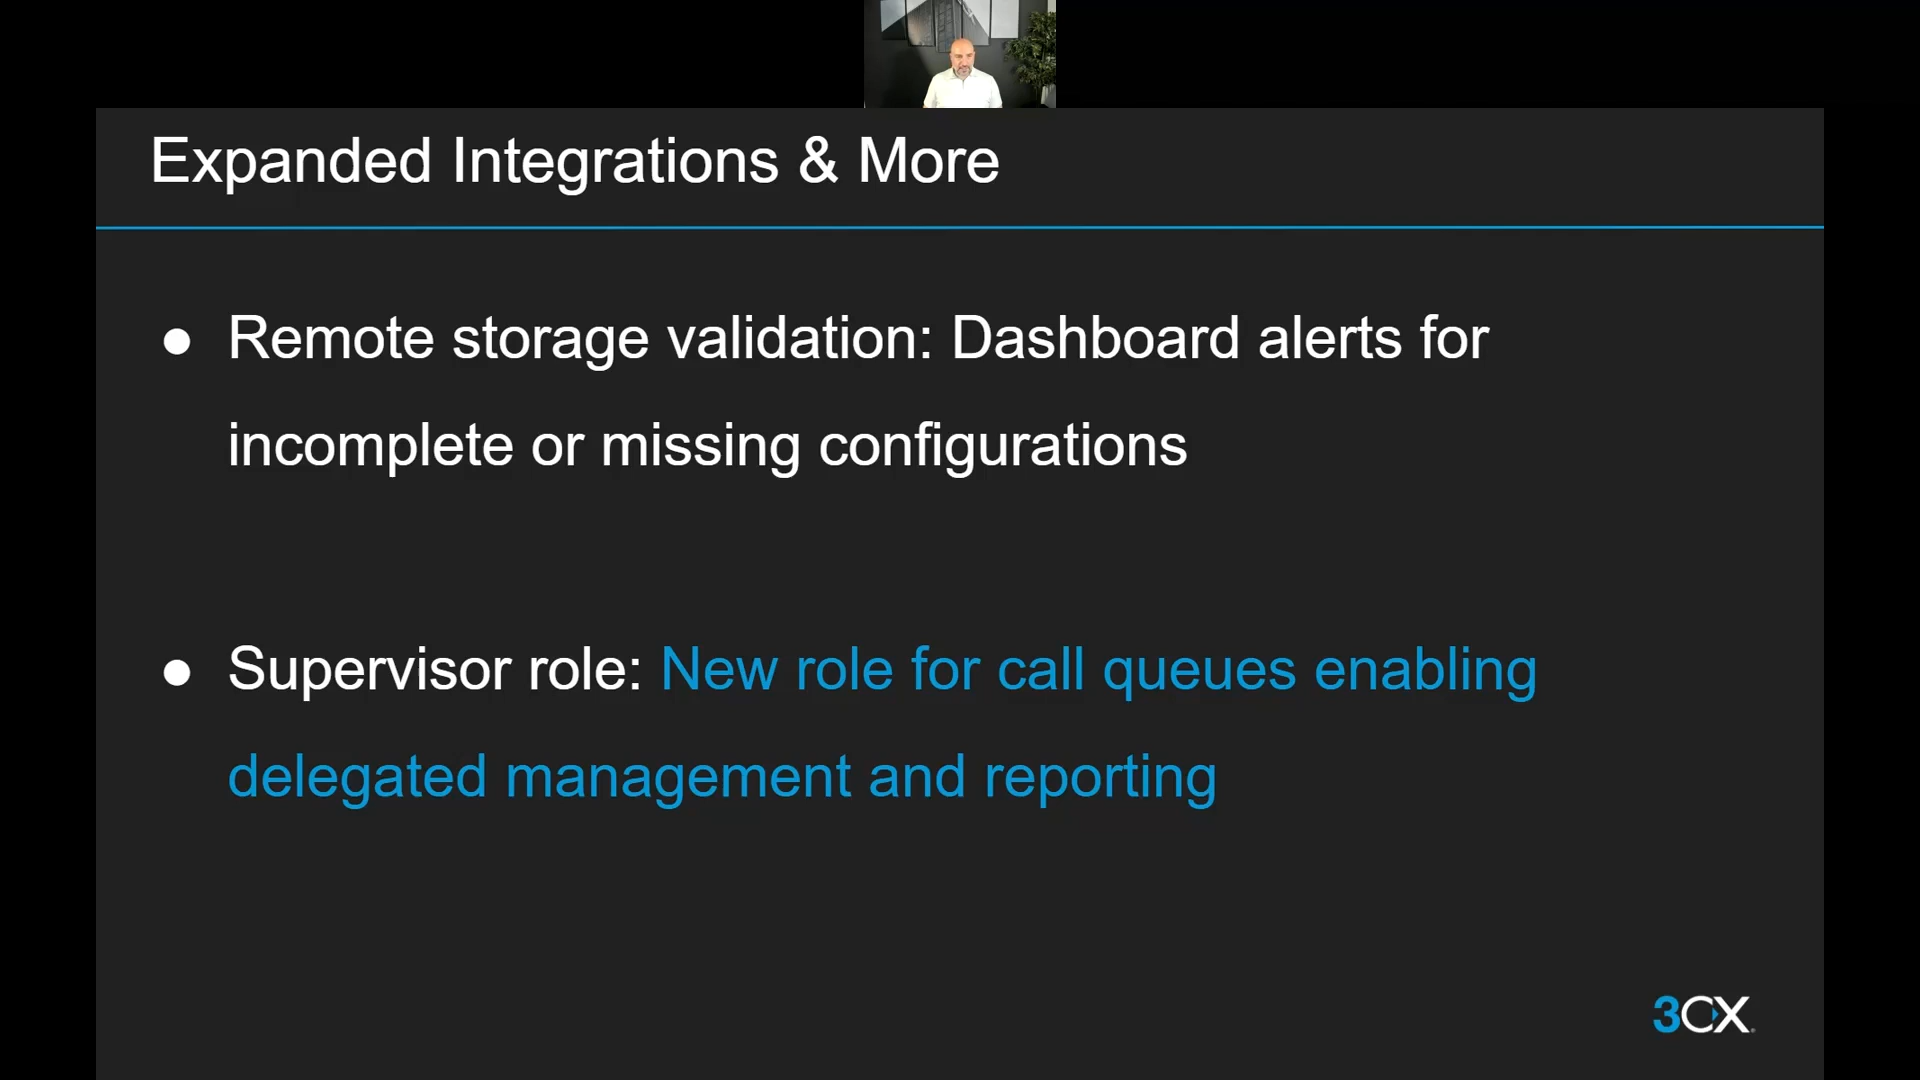 Expanded Integrations & More
● Remote storage validation: Dashboard alerts for
incomplete or missing configurations
● Supervisor role: New role for call queues enabling
delegated management and reporting
3CX